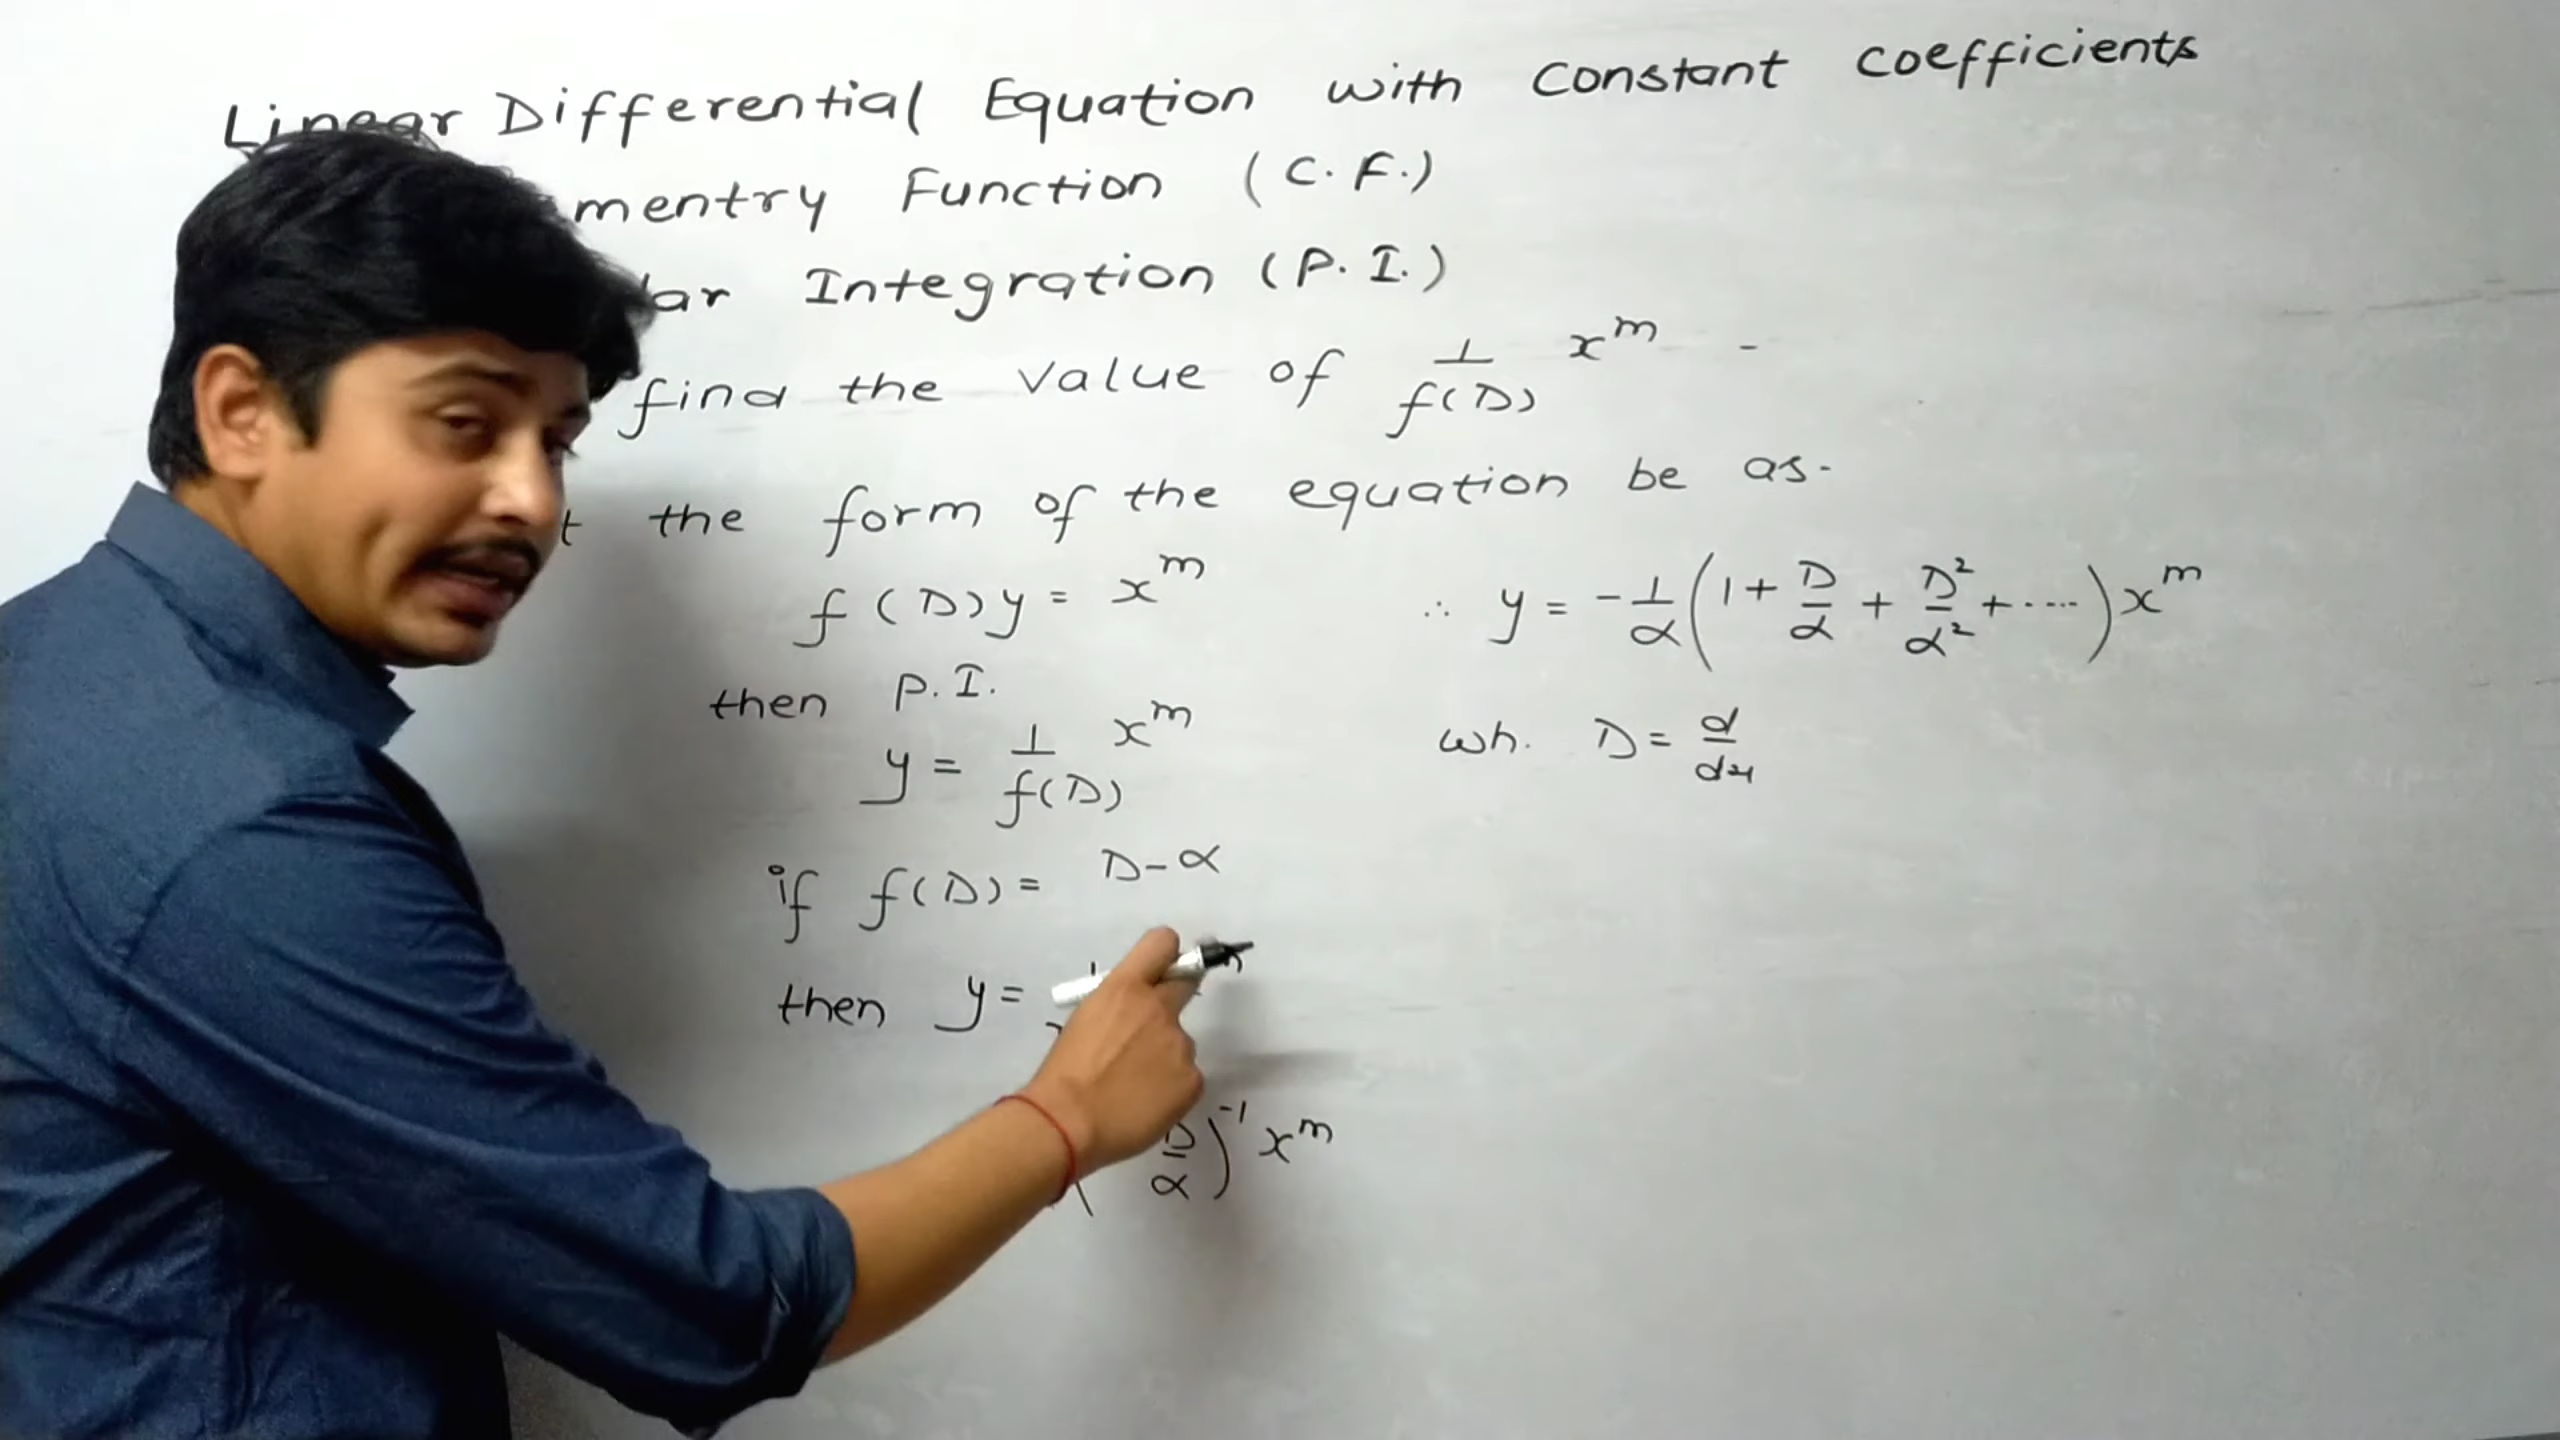 Linear Differential Equation with Constant coefficients
mentry Function (C.F.)
lar Integration (P.I.)
find the value of 1/f(D) x^m -
t the form of the equation be as.
f(D)y = x^m
then P.I.
y = 1/f(D) x^m
if f(D) = D-α
then y =
D/α)^-1 x^m
∴ y = -1/α(1+D/α+D²/α²+....)x^m
wh. D = d/dx